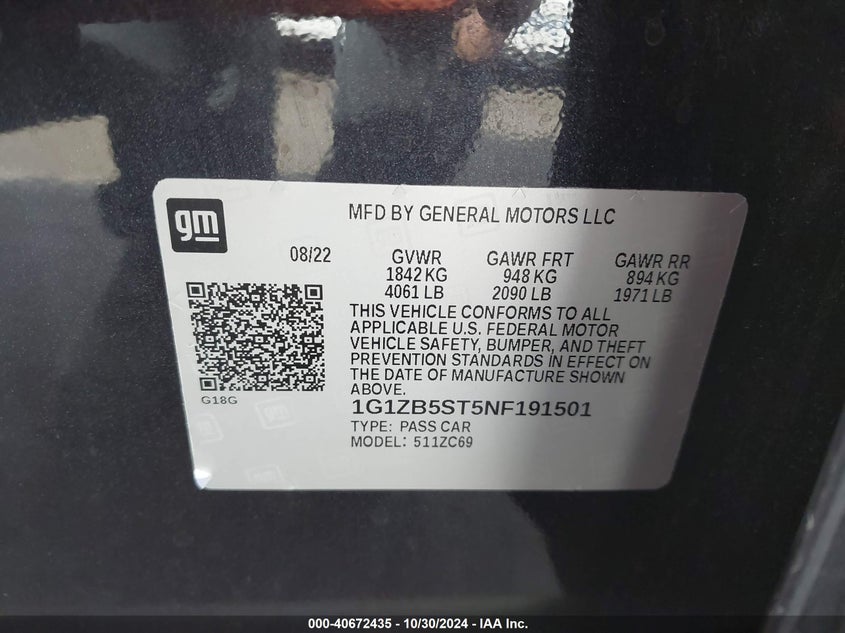 gm
MFD BY GENERAL MOTORS LLC
08/22 GVWR GAWR FRT GAWR RR
1842 KG 948 KG 894 KG
4061 LB 2090 LB 1971 LB
THIS VEHICLE CONFORMS TO ALL
APPLICABLE U.S. FEDERAL MOTOR
VEHICLE SAFETY, BUMPER, AND THEFT
PREVENTION STANDARDS IN EFFECT ON
THE DATE OF MANUFACTURE SHOWN
ABOVE.
G18G
1G1ZB5ST5NF191501
TYPE: PASS CAR
MODEL: 511ZC69
000-40672435 - 10/30/2024 - IAA Inc.